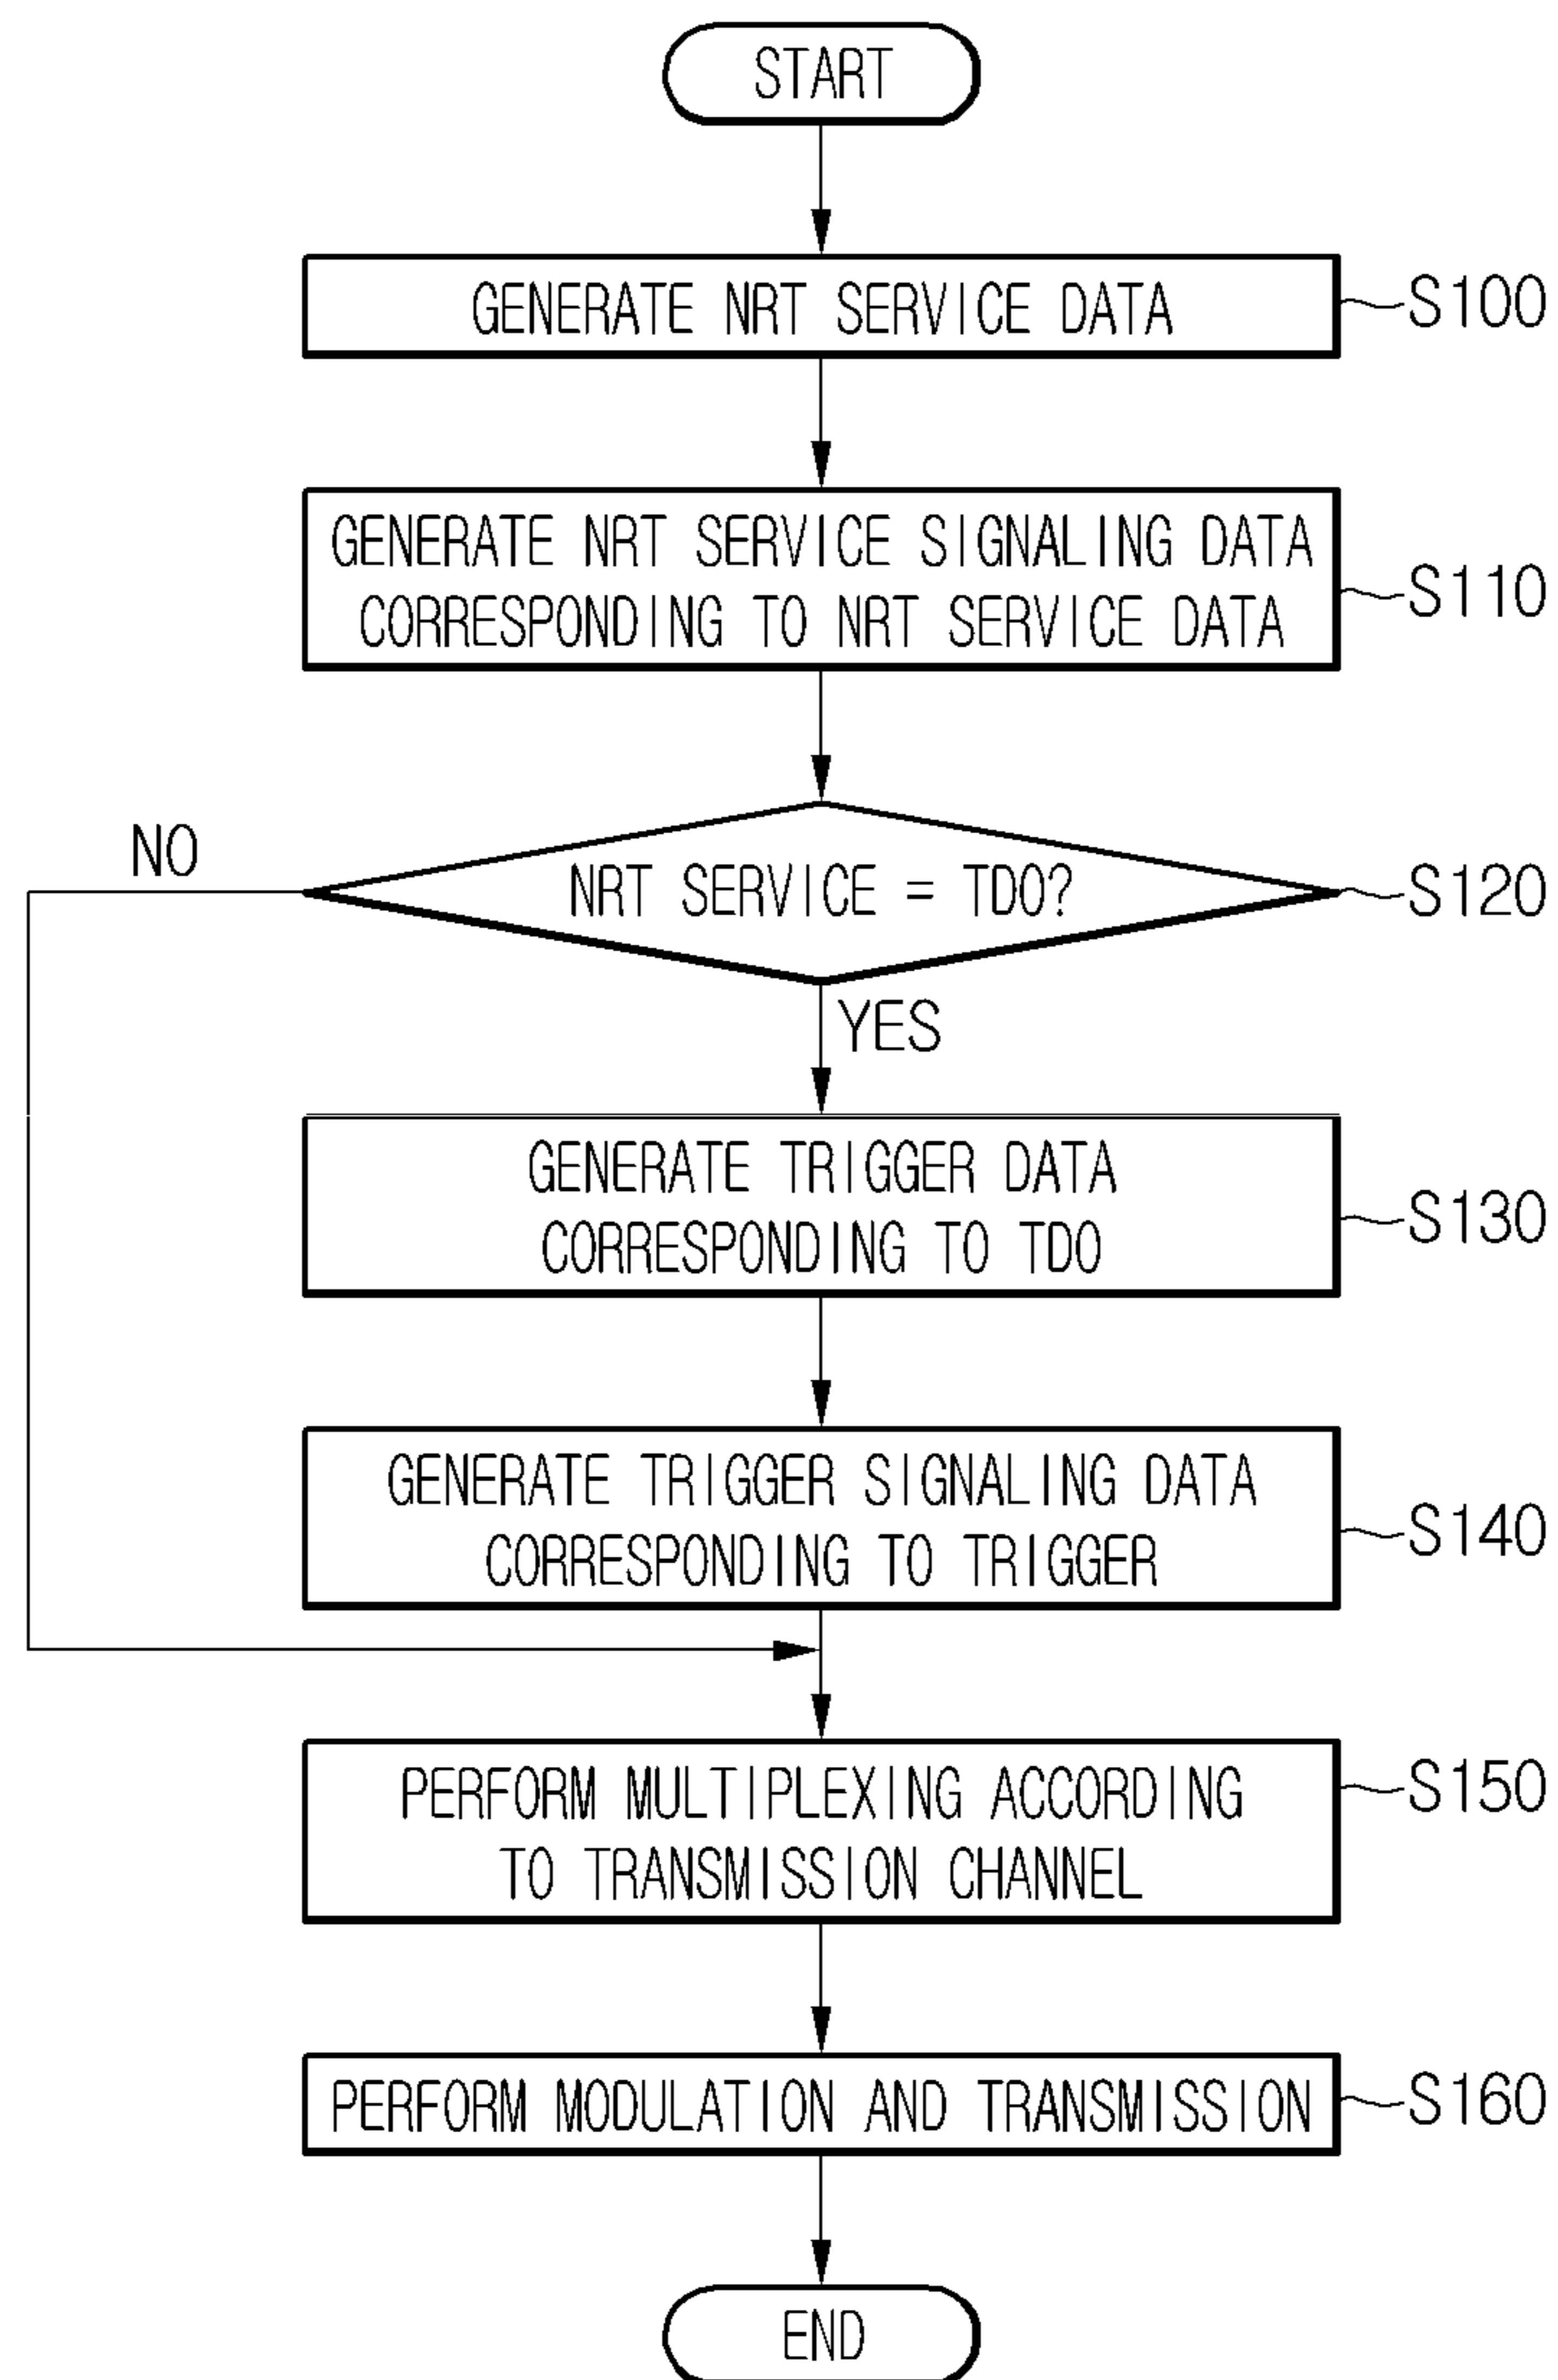 START
GENERATE NRT SERVICE DATA
S100
GENERATE NRT SERVICE SIGNALING DATA
CORRESPONDING TO NRT SERVICE DATA
S110
NO
NRT SERVICE = TDO?
S120
YES
GENERATE TRIGGER DATA
CORRESPONDING TO TDO
S130
GENERATE TRIGGER SIGNALING DATA
CORRESPONDING TO TRIGGER
S140
PERFORM MULTIPLEXING ACCORDING
TO TRANSMISSION CHANNEL
S150
PERFORM MODULATION AND TRANSMISSION
S160
END